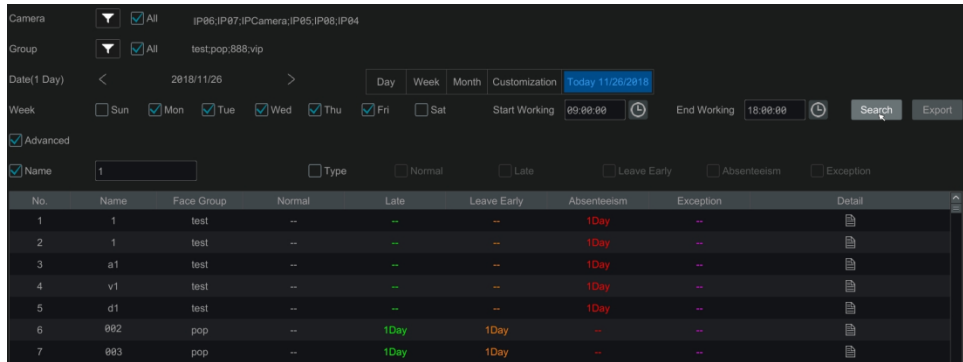 Camera All IP06;IP07;IPCamera;IP05;IP08;IP04
Group All test;pop;888;vip
Date(1 Day) < 2018/11/26 > Day Week Month Customization Today 11/26/2018
Week Sun Mon Tue Wed Thu Fri Sat Start Working 09:00:00 End Working 18:00:00 Search Export
Advanced
Name 1 Type Normal Late Leave Early Absenteeism Exception
No. Name Face Group Normal Late Leave Early Absenteeism Exception Detail
1 1 test -- -- -- 1Day --
2 1 test -- -- -- 1Day --
3 a1 test -- -- -- 1Day --
4 v1 test -- -- -- 1Day --
5 d1 test -- -- -- 1Day --
6 002 pop -- 1Day 1Day -- --
7 003 pop -- 1Day 1Day -- --